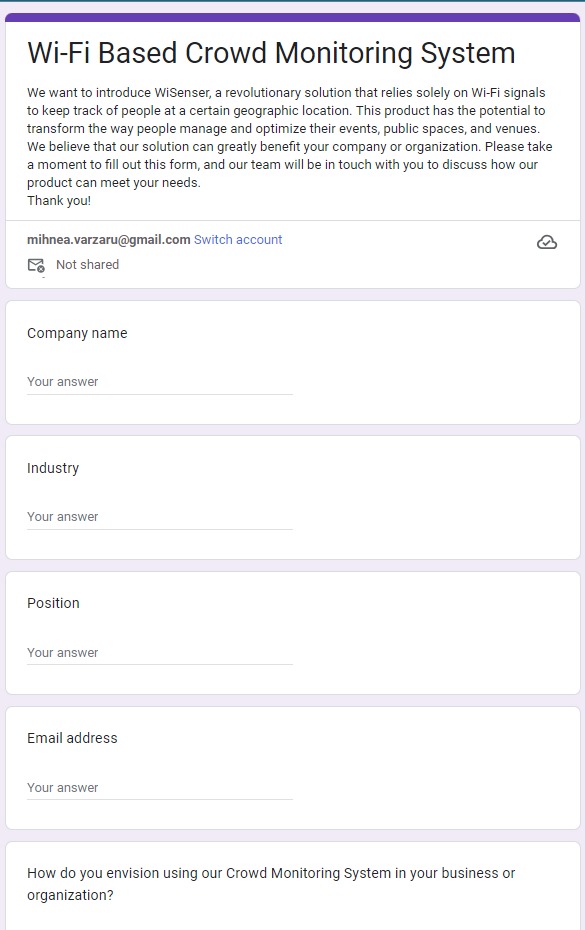 Wi-Fi Based Crowd Monitoring System
We want to introduce WiSenser, a revolutionary solution that relies solely on Wi-Fi signals
to keep track of people at a certain geographic location. This product has the potential to
transform the way people manage and optimize their events, public spaces, and venues.
We believe that our solution can greatly benefit your company or organization. Please take
a moment to fill out this form, and our team will be in touch with you to discuss how our
product can meet your needs.
Thank you!
mihnea.varzaru@gmail.com Switch account
Not shared
Company name
Your answer
Industry
Your answer
Position
Your answer
Email address
Your answer
How do you envision using our Crowd Monitoring System in your business or
organization?